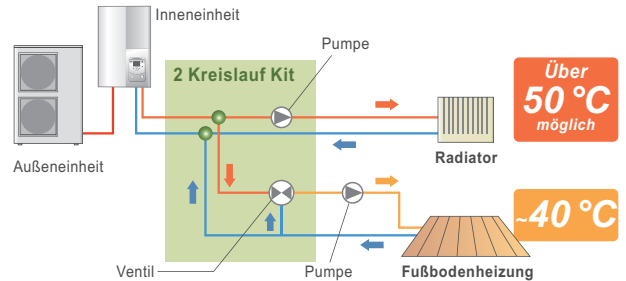 Inneneinheit
Pumpe
2 Kreislauf Kit
Über
50 °C
möglich
Außeneinheit
Radiator
~40 °C
Ventil
Pumpe
Fußbodenheizung